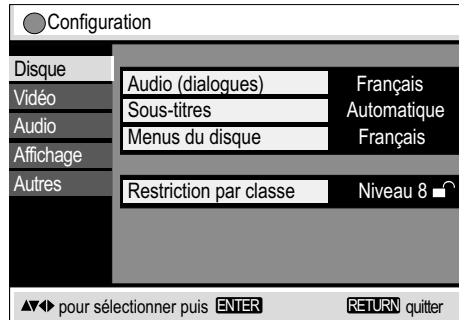 Configuration
Disque
Vidéo
Audio
Affichage
Autres
Audio (dialogues) Français
Sous-titres Automatique
Menus du disque Français
Restriction par classe Niveau 8
pour sélectionner puis ENTER RETURN quitter